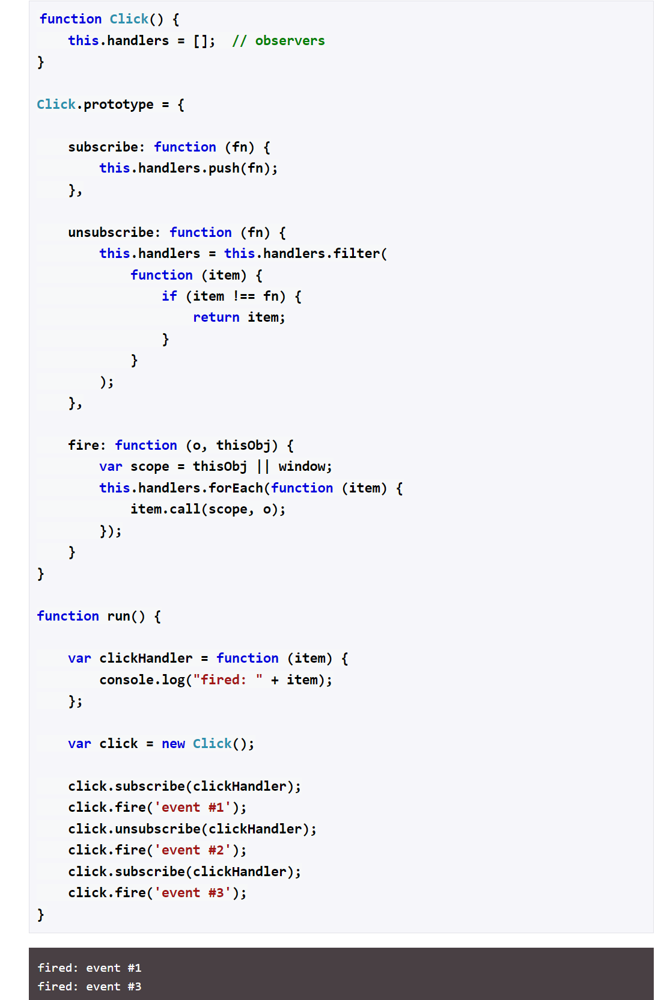 function Click() {
    this.handlers = [];  // observers
}

Click.prototype = {

    subscribe: function (fn) {
        this.handlers.push(fn);
    },

    unsubscribe: function (fn) {
        this.handlers = this.handlers.filter(
            function (item) {
                if (item !== fn) {
                    return item;
                }
            }
        );
    },

    fire: function (o, thisObj) {
        var scope = thisObj || window;
        this.handlers.forEach(function (item) {
            item.call(scope, o);
        });
    }
}

function run() {

    var clickHandler = function (item) {
        console.log("fired: " + item);
    };

    var click = new Click();

    click.subscribe(clickHandler);
    click.fire('event #1');
    click.unsubscribe(clickHandler);
    click.fire('event #2');
    click.subscribe(clickHandler);
    click.fire('event #3');
}

fired: event #1
fired: event #3